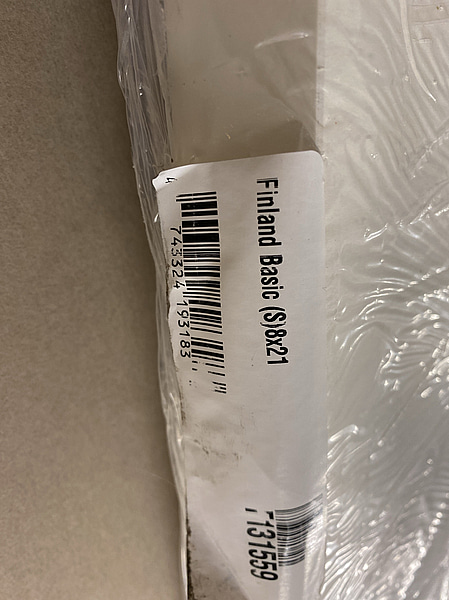 Finland Basic (S)8x21
4 743324 193183
T131559